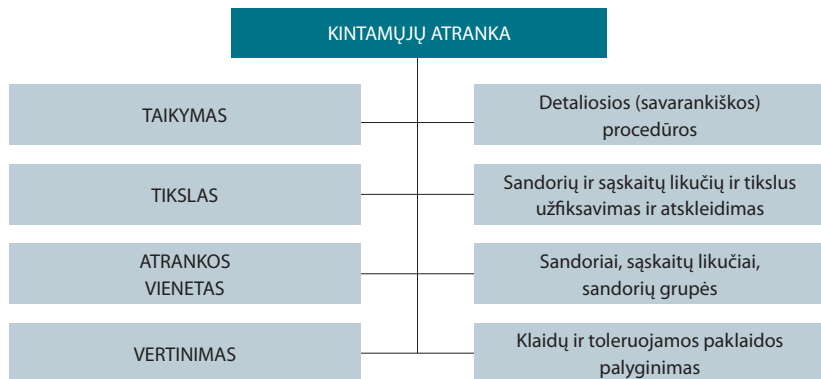 KINTAMŲJŲ ATRANKA
TAIKYMAS
Detaliosios (savarankiškos)
procedūros
TIKSLAS
Sandorių ir sąskaitų likučių ir tikslus
užfiksavimas ir atskleidimas
ATRANKOS
VIENETAS
Sandoriai, sąskaitų likučiai,
sandorių grupės
VERTINIMAS
Klaidų ir toleruojamos paklaidos
palyginimas